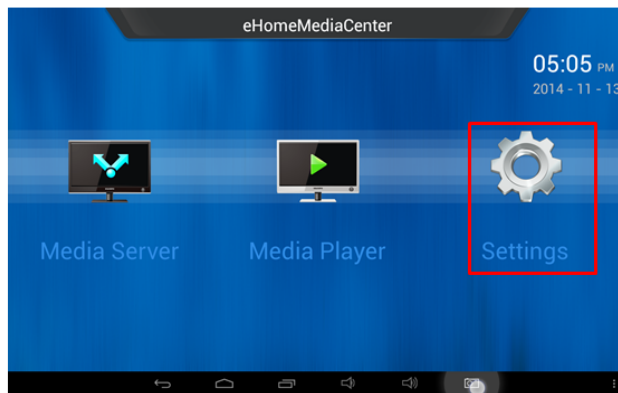 eHomeMediaCenter
05:05 PM
2014 - 11 - 13
Media Server
Media Player
Settings